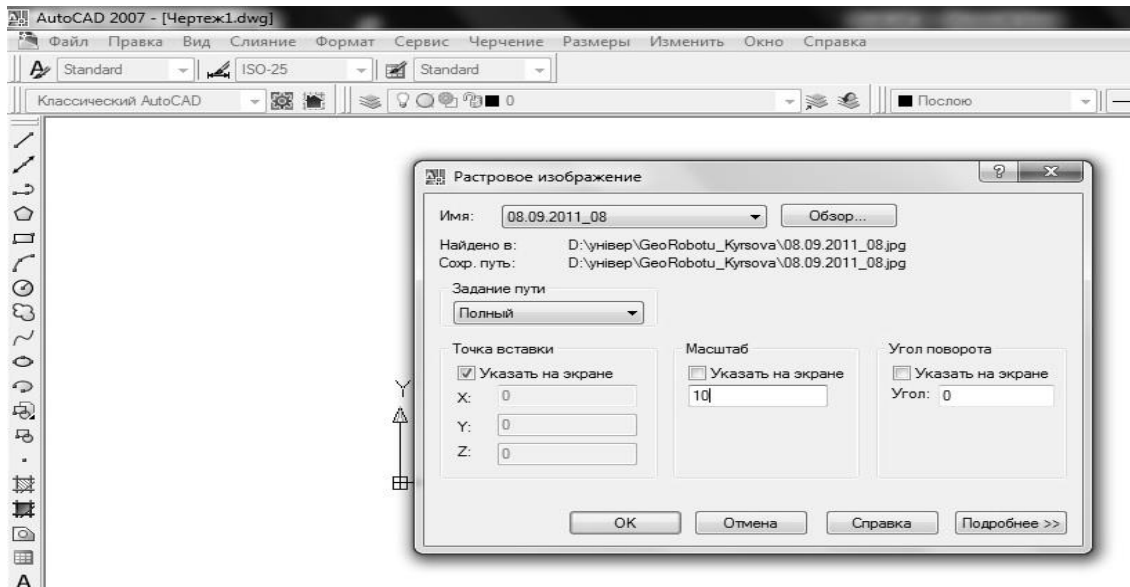 AutoCAD 2007 - [Чертеж1.dwg]
Файл Правка Вид Слияние Формат Сервис Черчение Размеры Изменить Окно Справка
Standard ISO-25 Standard
Классический AutoCAD 0 Послою
Растровое изображение
Имя: 08.09.2011_08 Обзор...
Найдено в: D:\універ\GeoRobotu_Kyrsova\08.09.2011_08.jpg
Сохр. путь: D:\універ\GeoRobotu_Kyrsova\08.09.2011_08.jpg
Задание пути
Полный
Точка вставки Масштаб Угол поворота
Указать на экране Указать на экране Указать на экране
X: 0 10 Угол: 0
Y: 0
Z: 0
Y
OK Отмена Справка Подробнее >>
A